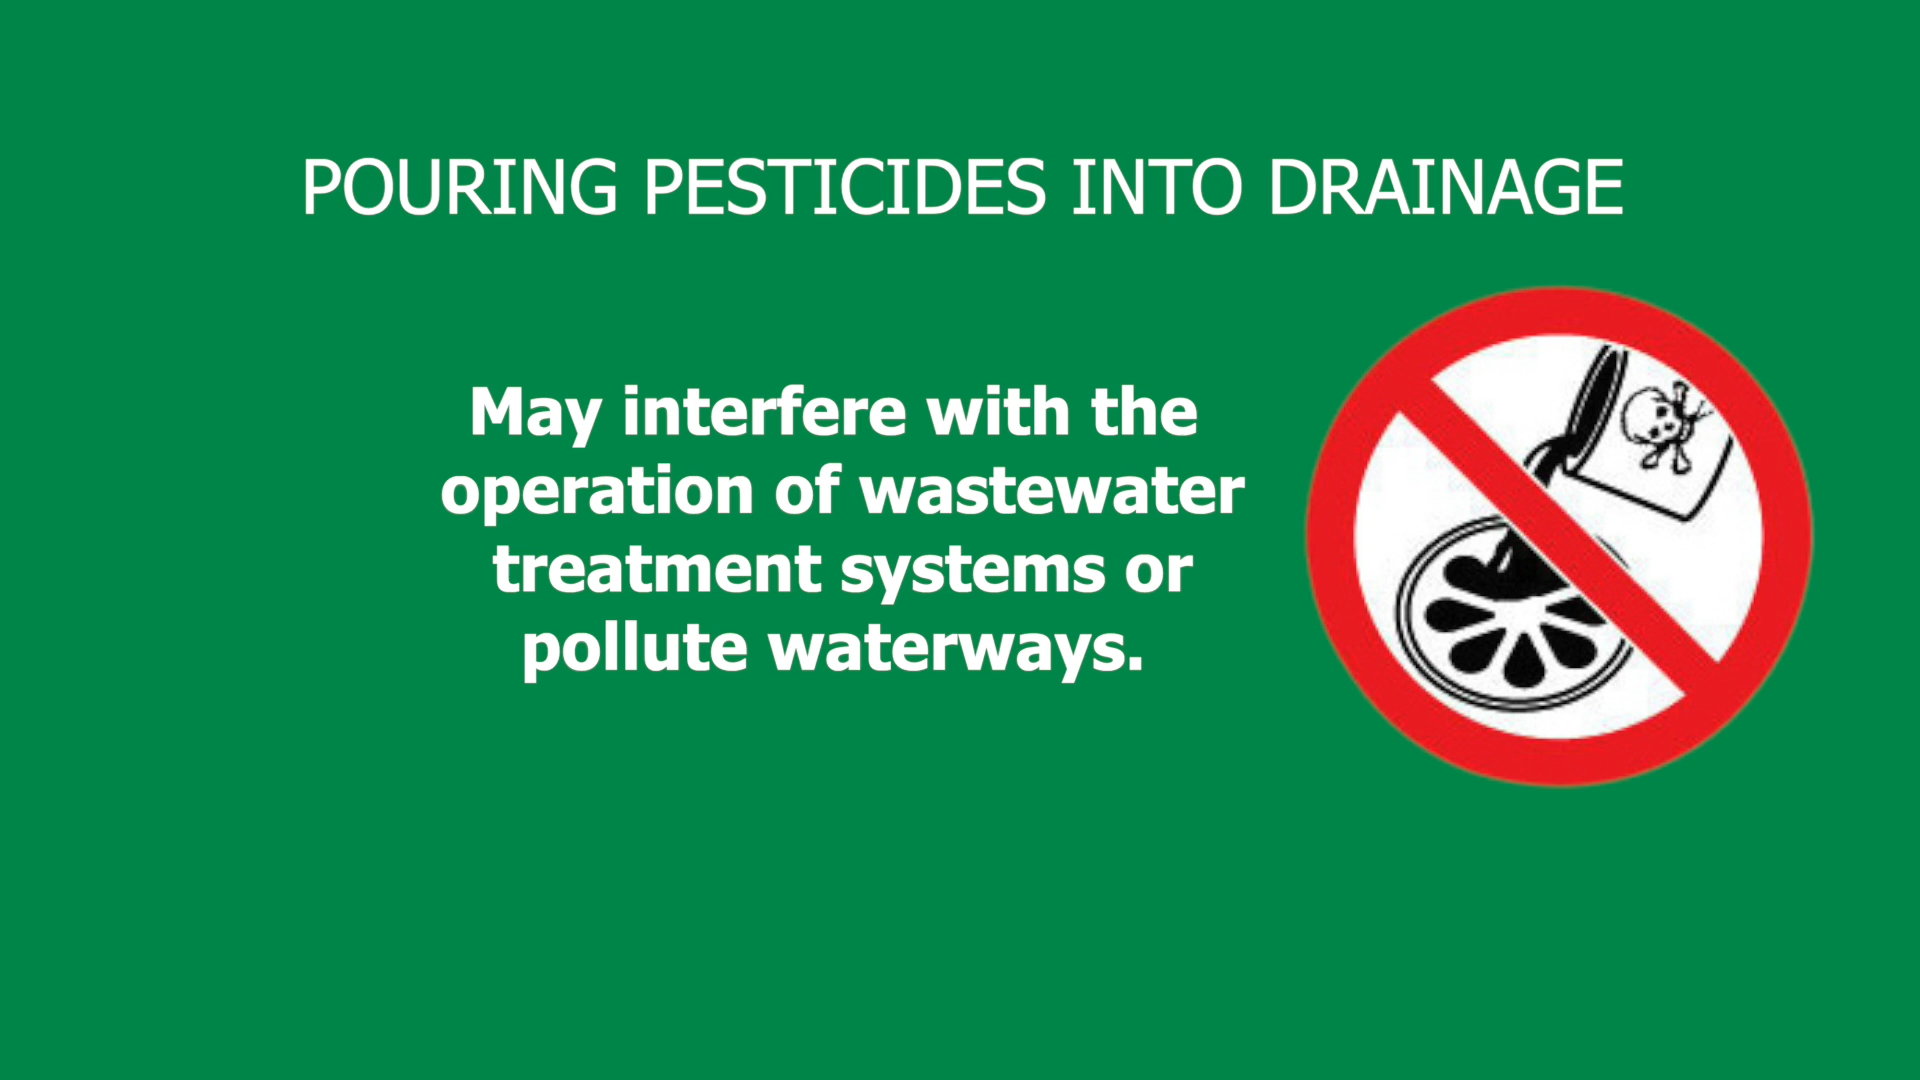 POURING PESTICIDES INTO DRAINAGE
May interfere with the
operation of wastewater
treatment systems or
pollute waterways.